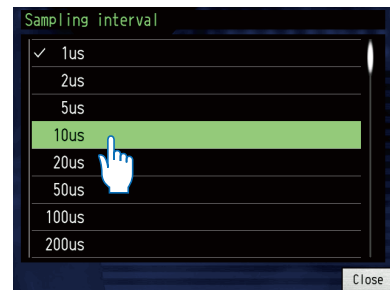 Sampling interval
✓ 1us
2us
5us
10us
20us
50us
100us
200us
Close